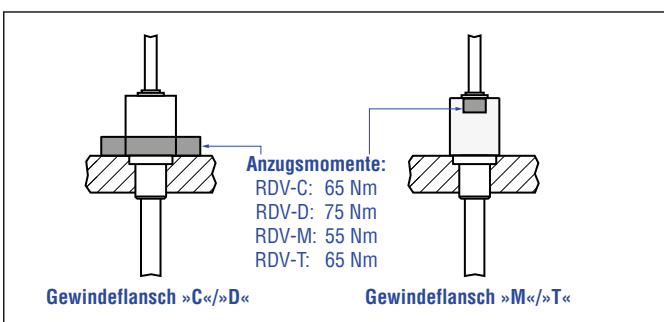 Anzugsmomente:
RDV-C: 65 Nm
RDV-D: 75 Nm
RDV-M: 55 Nm
RDV-T: 65 Nm
Gewindeflansch »C«/»D«
Gewindeflansch »M«/»T«